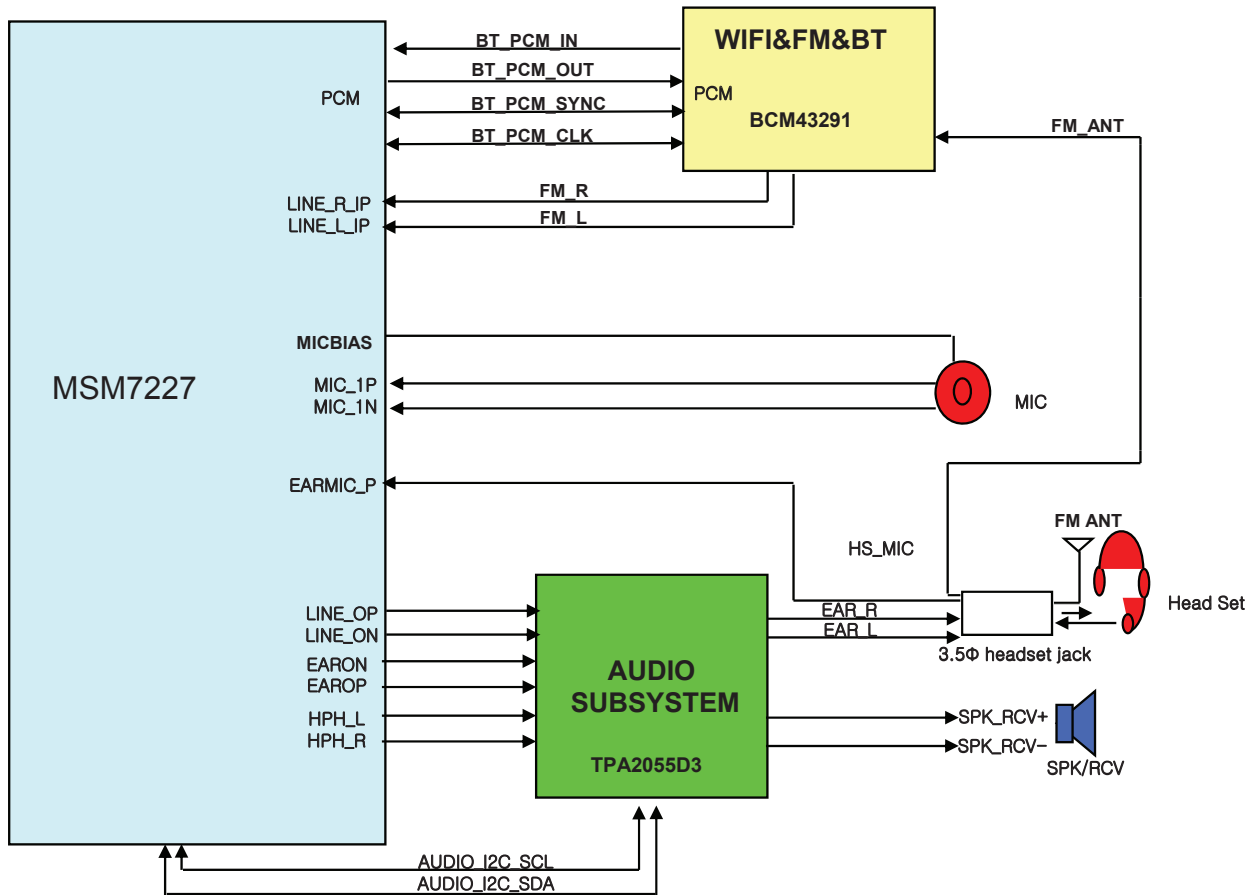 WIFI&FM&BT
BT_PCM_IN
BT_PCM_OUT
PCM
PCM
BT_PCM_SYNC
BCM43291
FM_ANT
BT_PCM_CLK
FM_R
LINE_R_IP
FM_L
LINE_L_IP
MICBIAS
MSM7227
MIC_1P
MIC_1N
MIC
EARMIC_P
FM ANT
HS_MIC
Head Set
LINE_OP
EAR_R
LINE_ON
EAR_L
3.5Φ headset jack
EARON
EAROP
AUDIO
SUBSYSTEM
HPH_L
SPK_RCV+
HPH_R
SPK_RCV-
TPA2055D3
SPK/RCV
AUDIO_I2C_SCL
AUDIO_I2C_SDA